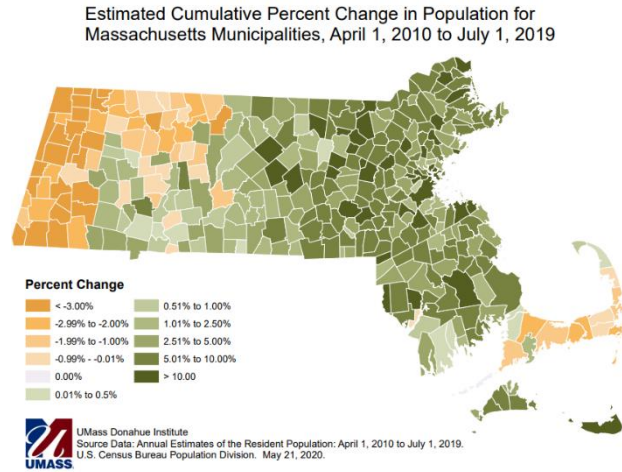 Estimated Cumulative Percent Change in Population for
Massachusetts Municipalities, April 1, 2010 to July 1, 2019
Percent Change
< -3.00%
-2.99% to -2.00%
-1.99% to -1.00%
-0.99% - -0.01%
0.00%
0.01% to 0.5%
0.51% to 1.00%
1.01% to 2.50%
2.51% to 5.00%
5.01% to 10.00%
> 10.00
UMASS
UMass Donahue Institute
Source Data: Annual Estimates of the Resident Population: April 1, 2010 to July 1, 2019.
U.S. Census Bureau Population Division. May 21, 2020.